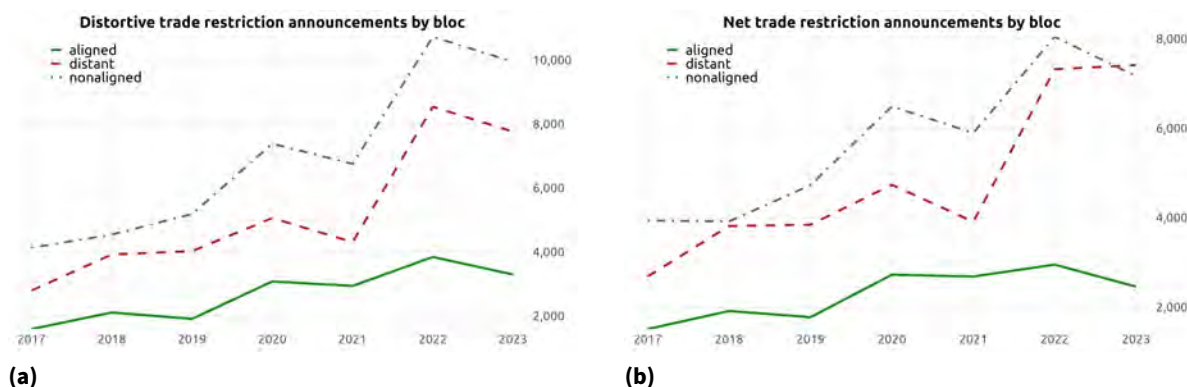 Distortive trade restriction announcements by bloc
aligned
distant
nonaligned
10,000
8,000
6,000
4,000
2,000
2017 2018 2019 2020 2021 2022 2023
(a)
Net trade restriction announcements by bloc
aligned
distant
nonaligned
8,000
6,000
4,000
2,000
2017 2018 2019 2020 2021 2022 2023
(b)